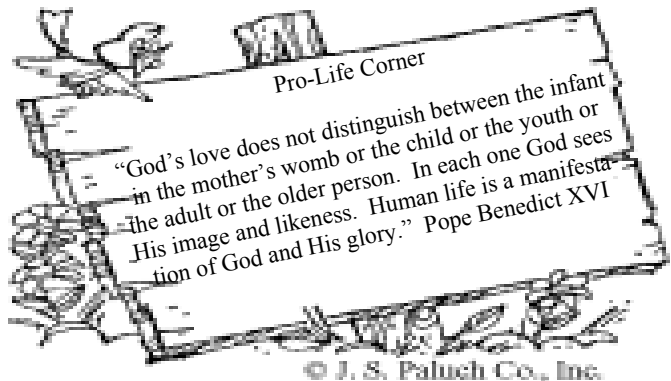 Pro-Life Corner
“God’s love does not distinguish between the infant
in the mother’s womb or the child or the youth or
the adult or the older person.  In each one God sees
His image and likeness.  Human life is a manifesta-
tion of God and His glory.”  Pope Benedict XVI
© J. S. Paluch Co., Inc.